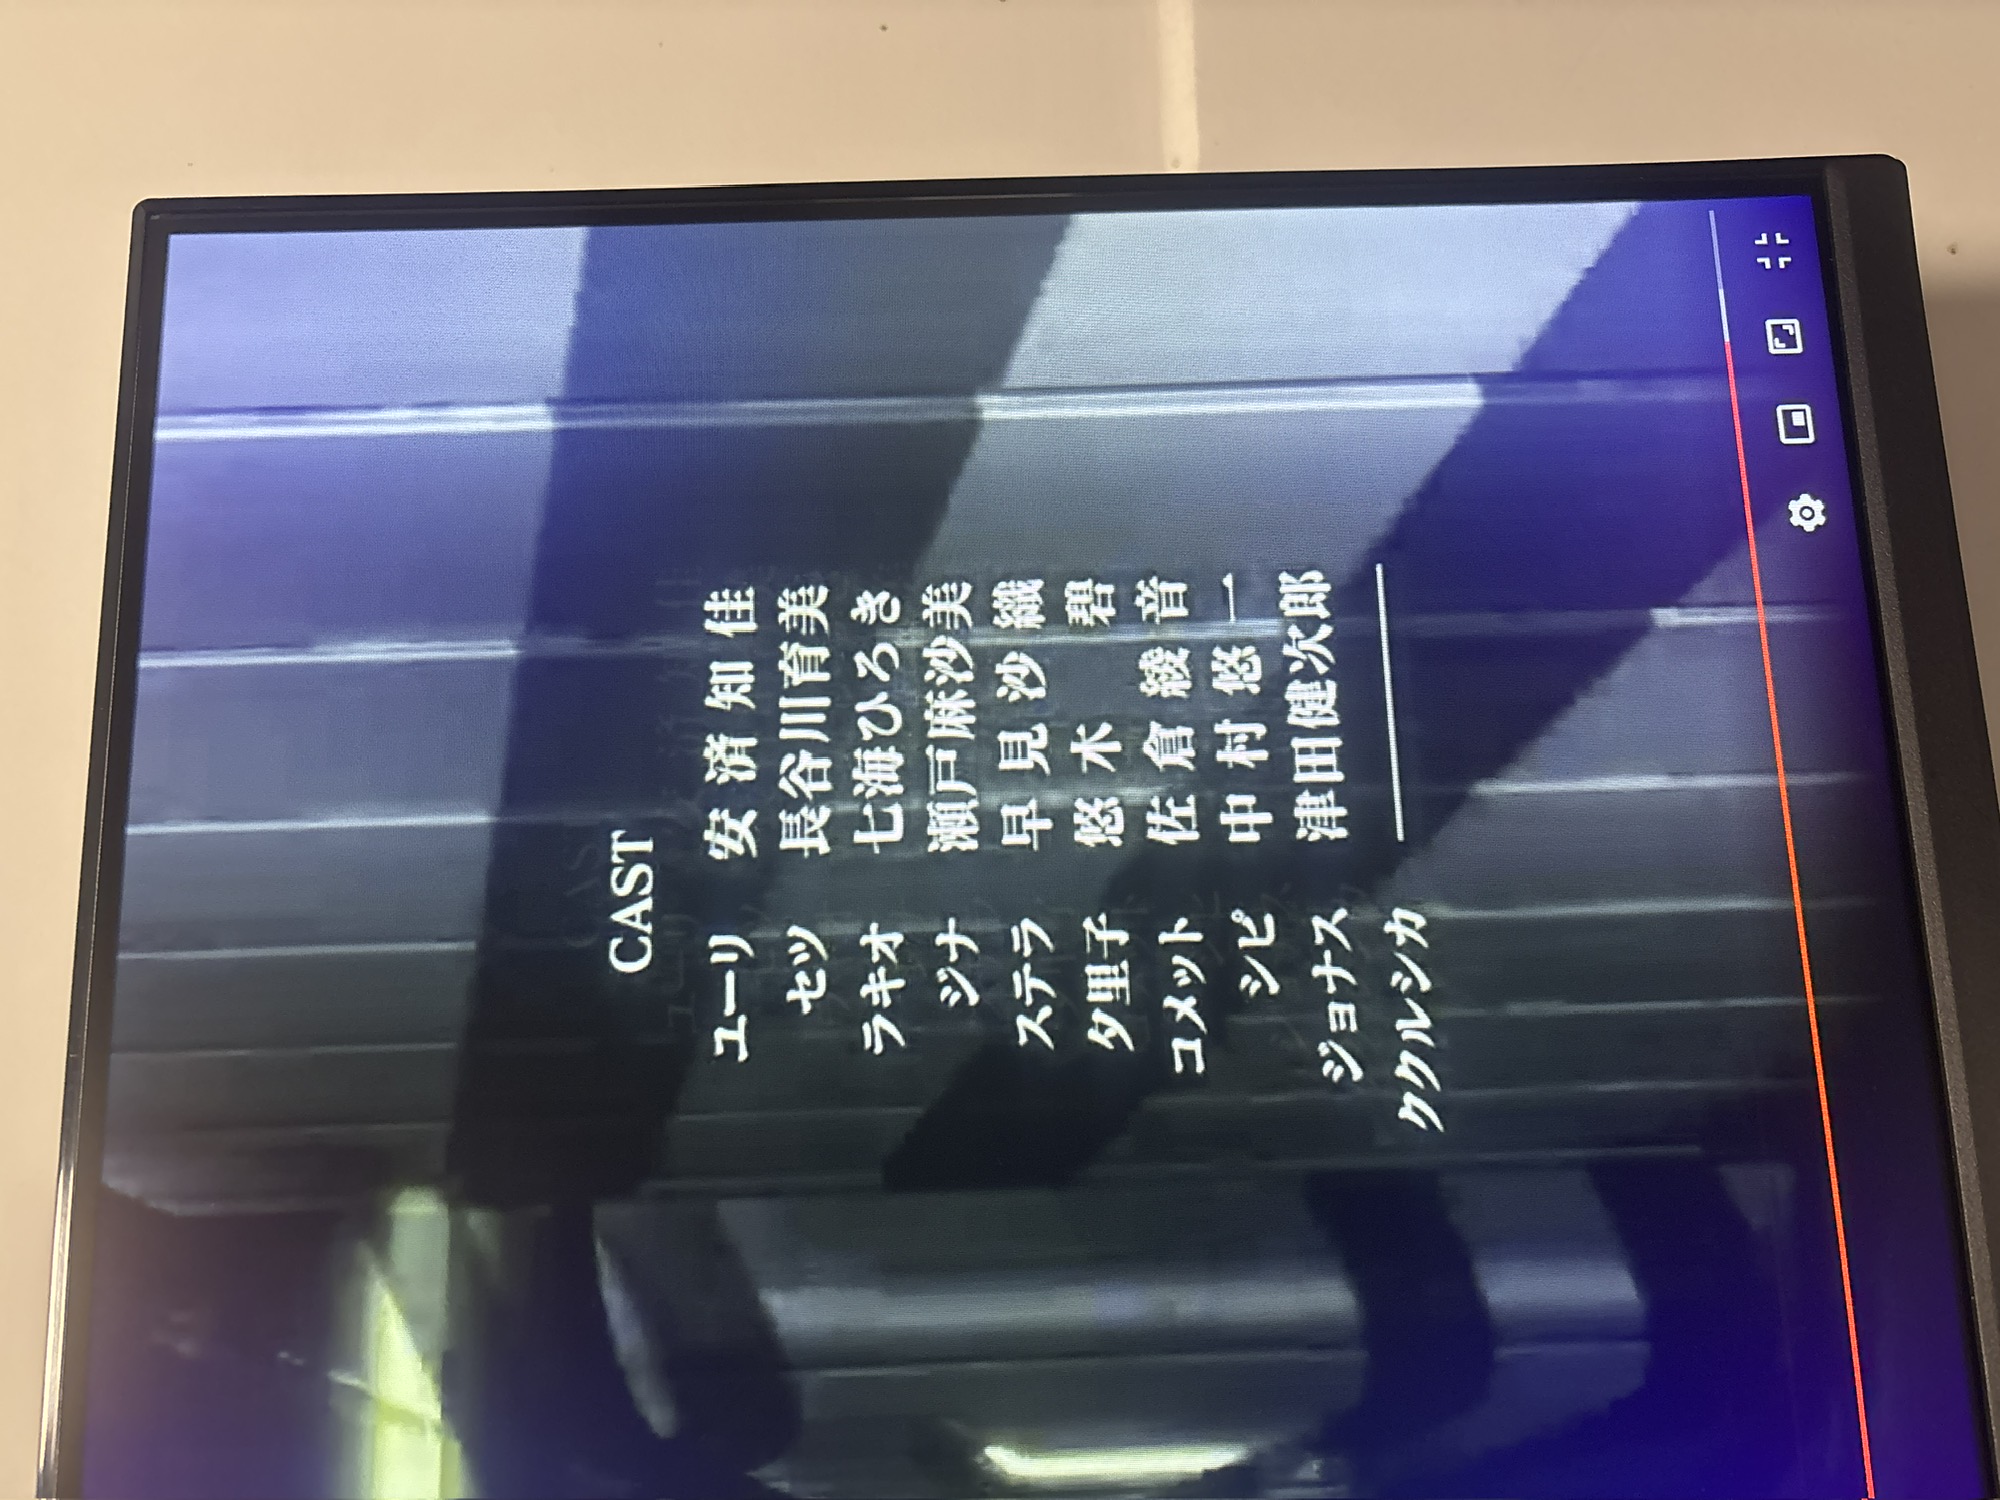 CAST
ユーリ 安済知佳
セツ 長谷川育美
ラキオ 七海ひろき
ジナ 瀬戸麻沙美
ステラ 早見沙織
夕里子 悠木碧
コメット 佐倉綾音
シピ 中村悠一
ジョナス 津田健次郎
ククルシカ ―